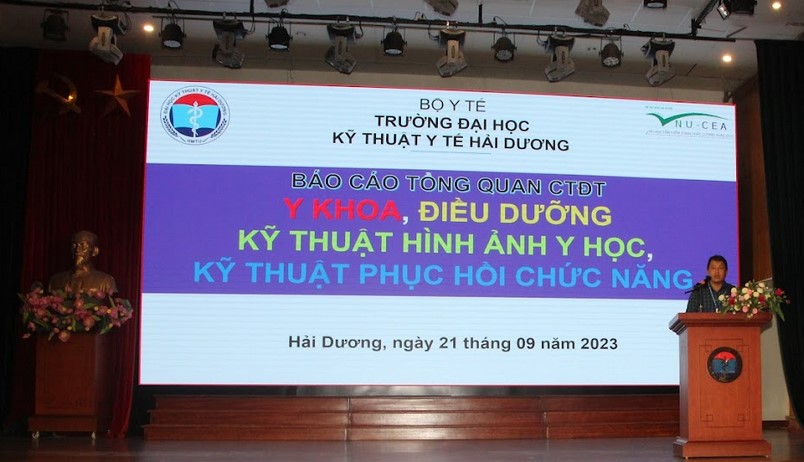 BỘ Y TẾ
TRƯỜNG ĐẠI HỌC
KỸ THUẬT Y TẾ HẢI DƯƠNG
NU-CEA
BÁO CÁO TỔNG QUAN CTĐT
Y KHOA, ĐIỀU DƯỠNG
KỸ THUẬT HÌNH ẢNH Y HỌC,
KỸ THUẬT PHỤC HỒI CHỨC NĂNG
Hải Dương, ngày 21 tháng 09 năm 2023